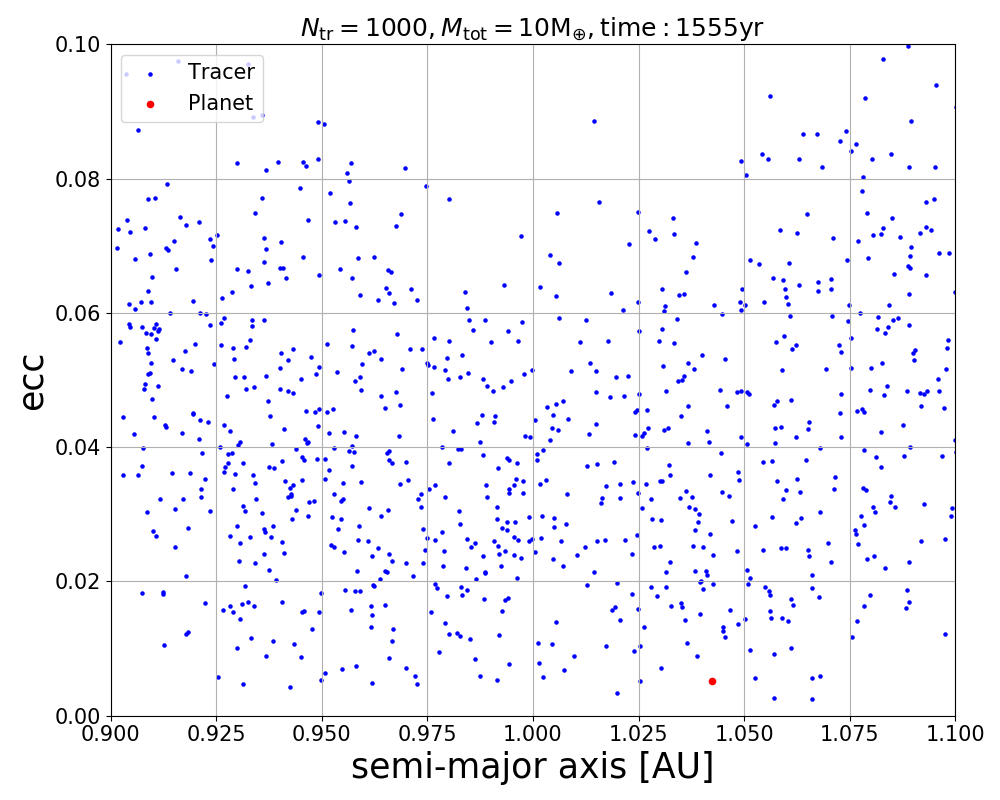 N_tr = 1000, M_tot = 10M_⊕, time : 1555yr
0.10
Tracer
Planet
0.08
0.06
ecc
0.04
0.02
0.00
0.900 0.925 0.950 0.975 1.000 1.025 1.050 1.075 1.100
semi-major axis [AU]